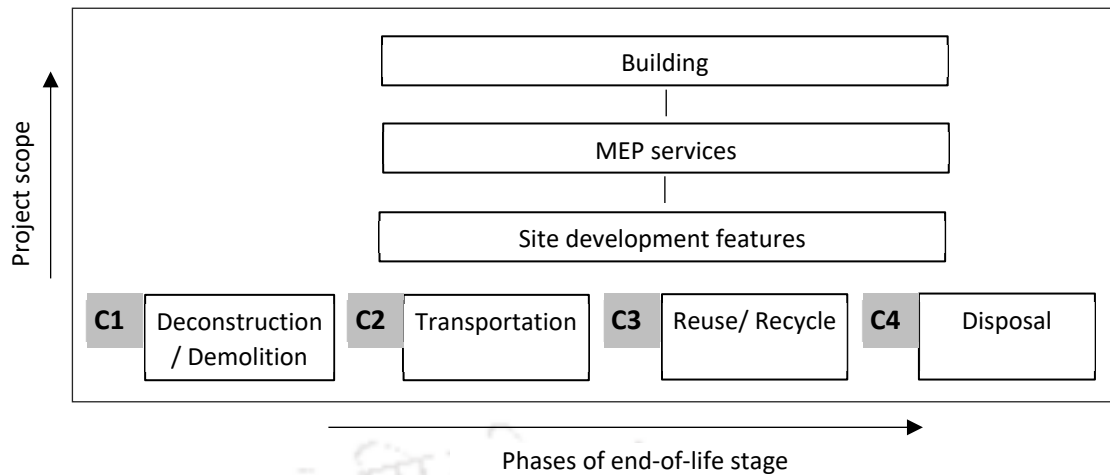 Building
MEP services
Site development features
Project scope
C1
Deconstruction
/ Demolition
C2
Transportation
C3
Reuse/ Recycle
C4
Disposal
Phases of end-of-life stage